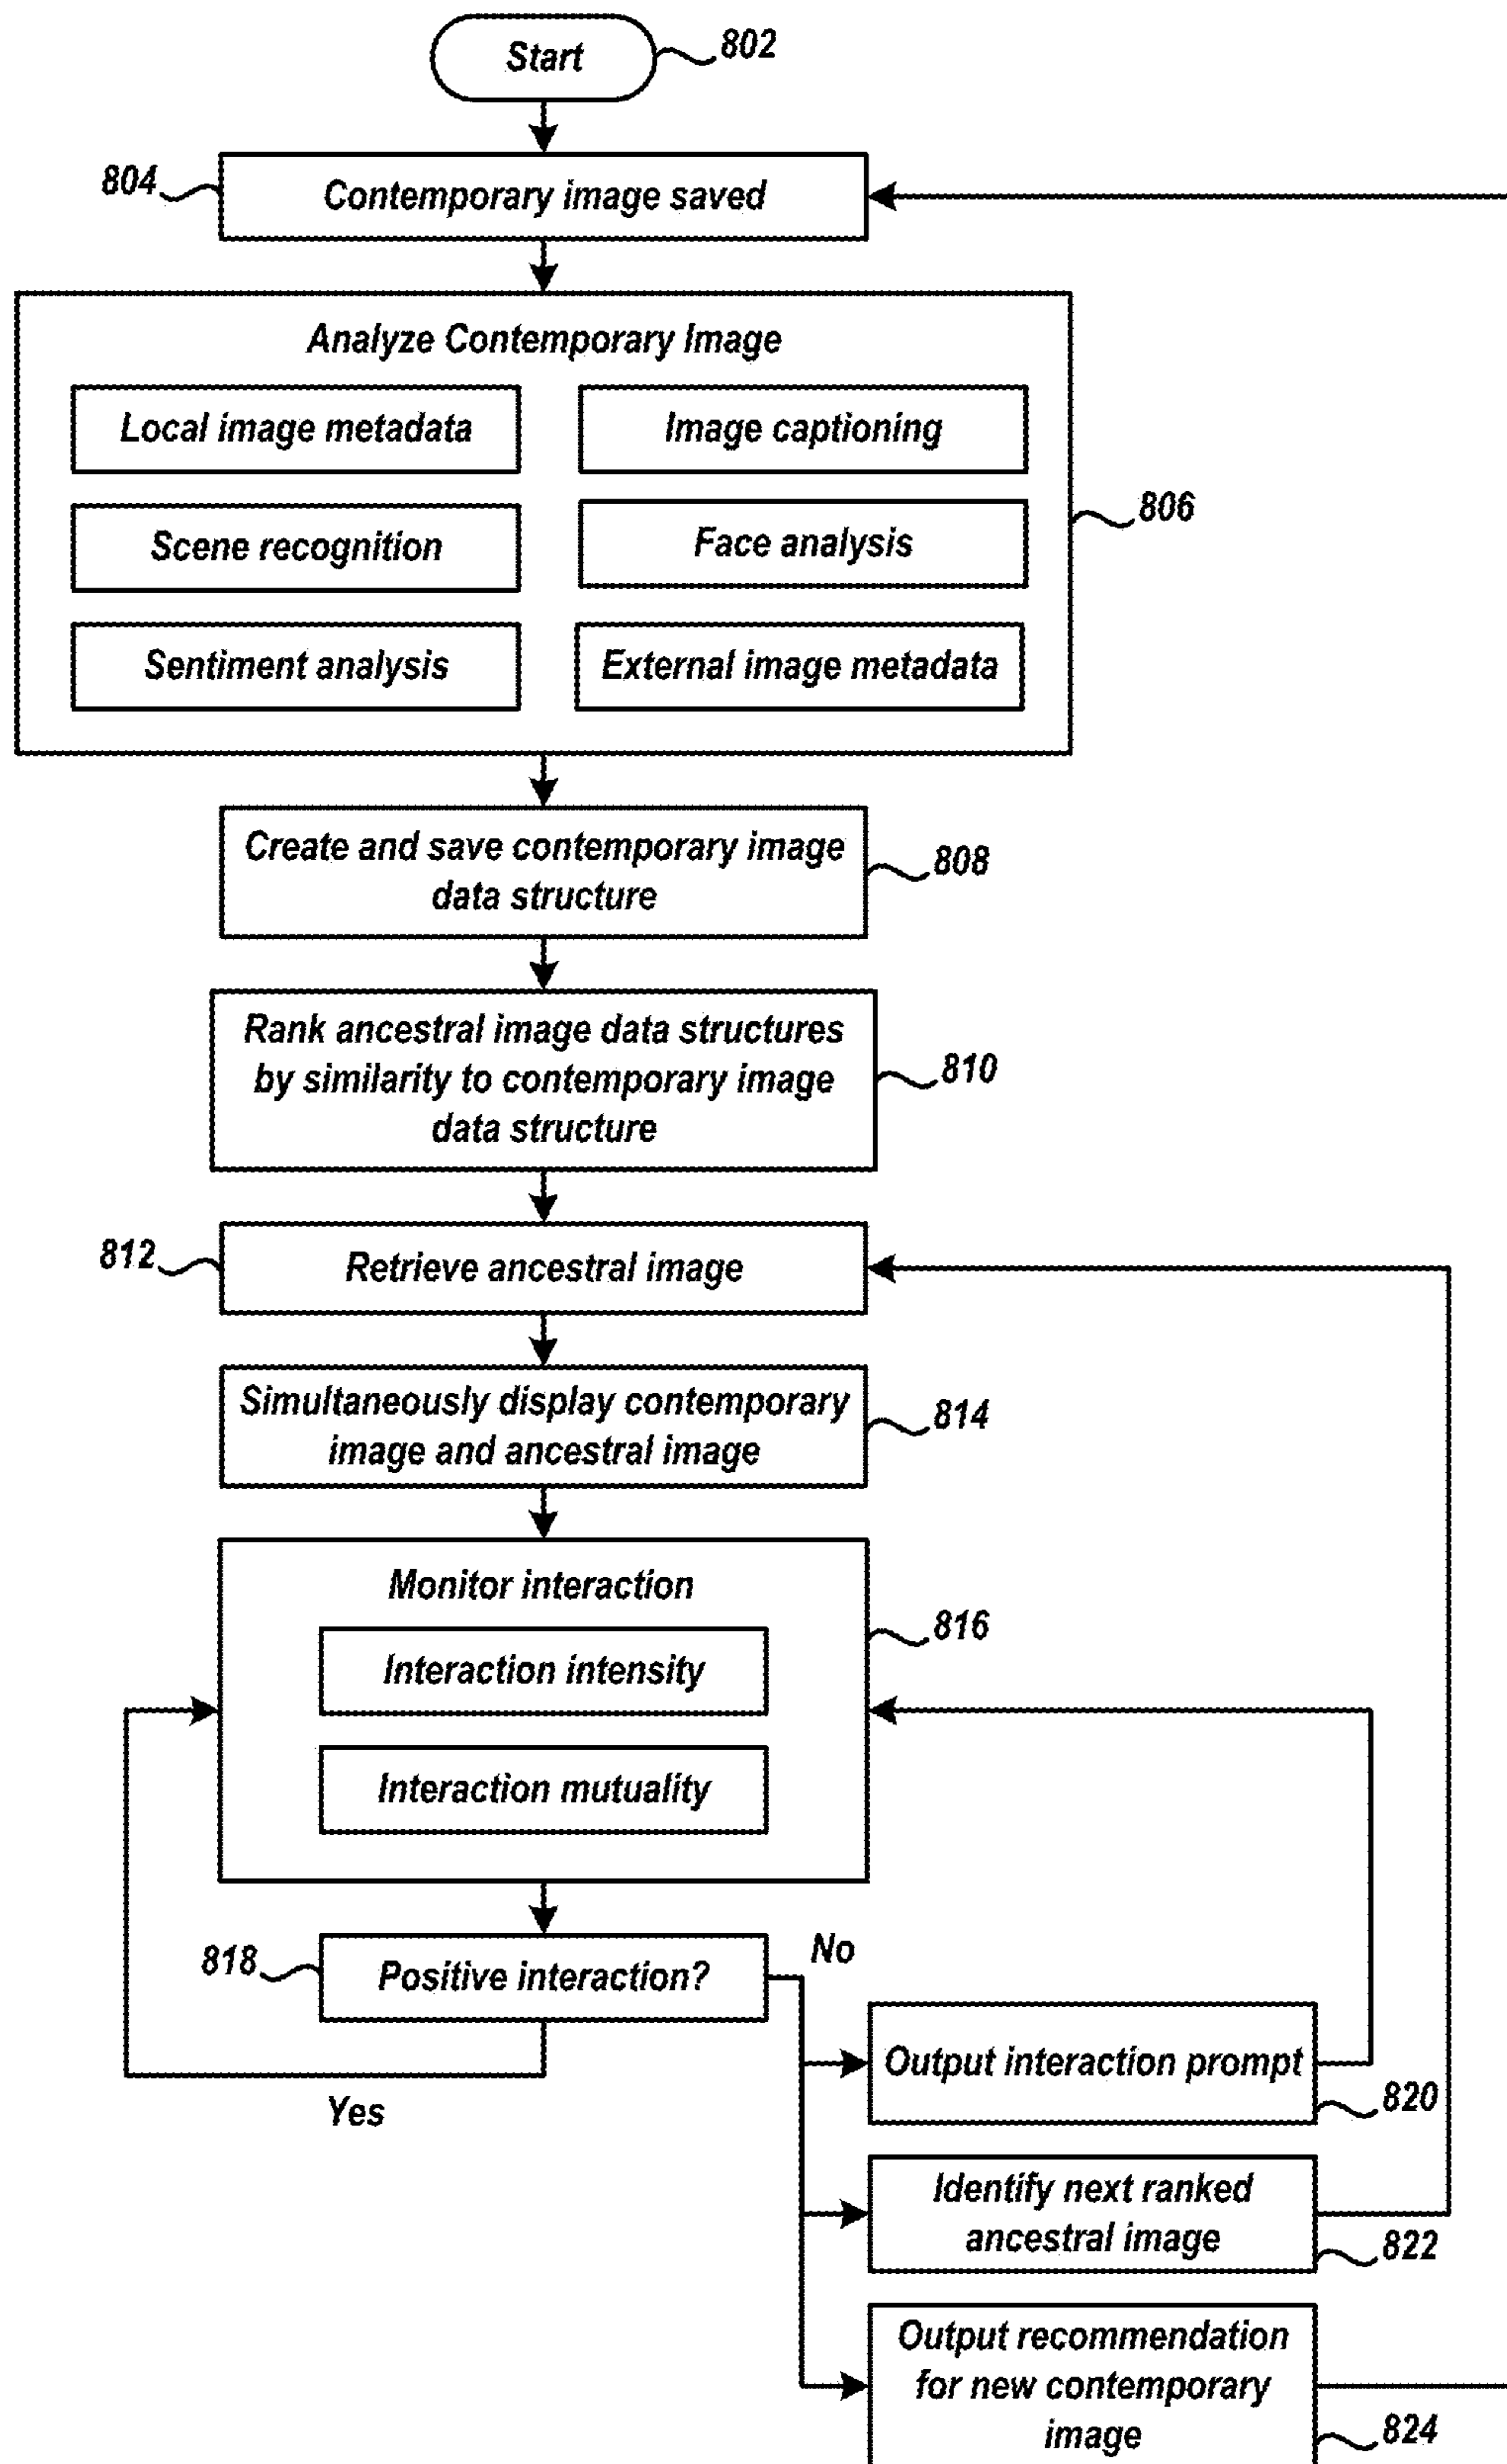 Start
802
804
Contemporary image saved
Analyze Contemporary Image
Local image metadata
Image captioning
Scene recognition
Face analysis
806
Sentiment analysis
External image metadata
Create and save contemporary image
data structure
808
Rank ancestral image data structures
by similarity to contemporary image
data structure
810
812
Retrieve ancestral image
Simultaneously display contemporary
image and ancestral image
814
Monitor interaction
816
Interaction intensity
Interaction mutuality
818
Positive interaction?
No
Yes
Output interaction prompt
820
Identify next ranked
ancestral image
822
Output recommendation
for new contemporary
image
824